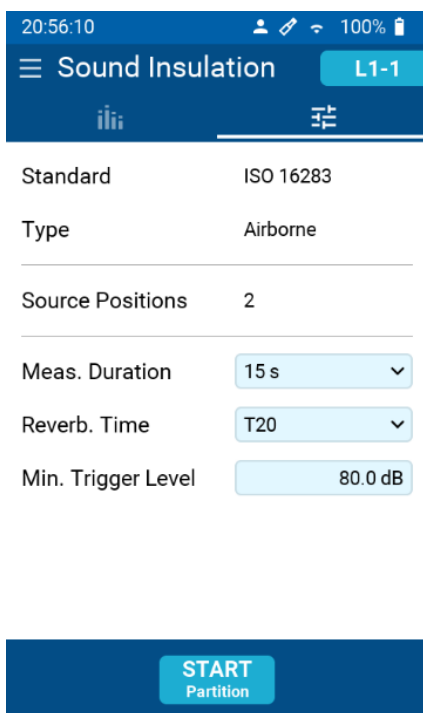 20:56:10 100%
Sound Insulation L1-1
Standard ISO 16283
Type Airborne
Source Positions 2
Meas. Duration 15 s
Reverb. Time T20
Min. Trigger Level 80.0 dB
START
Partition